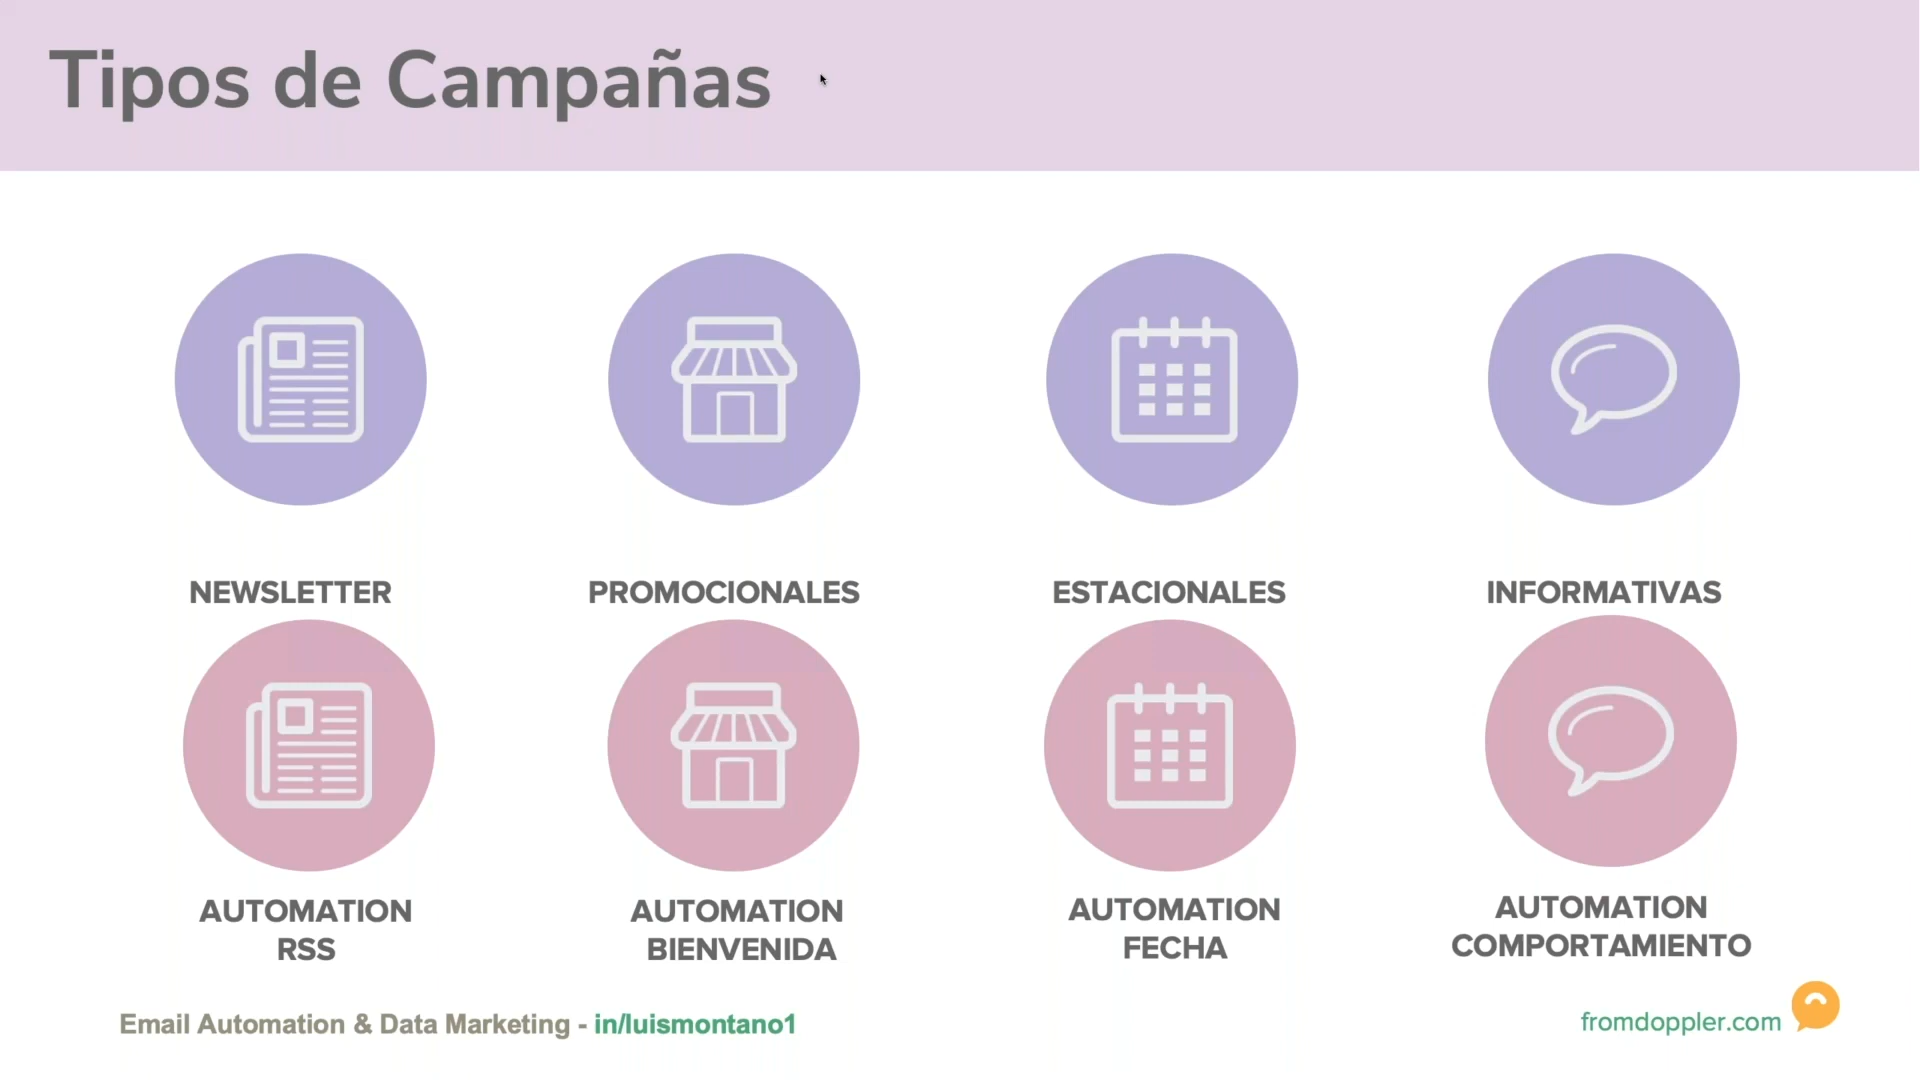 Tipos de Campañas
NEWSLETTER
PROMOCIONALES
ESTACIONALES
INFORMATIVAS
AUTOMATION
RSS
AUTOMATION
BIENVENIDA
AUTOMATION
FECHA
AUTOMATION
COMPORTAMIENTO
Email Automation & Data Marketing - in/luismontano1
fromdoppler.com